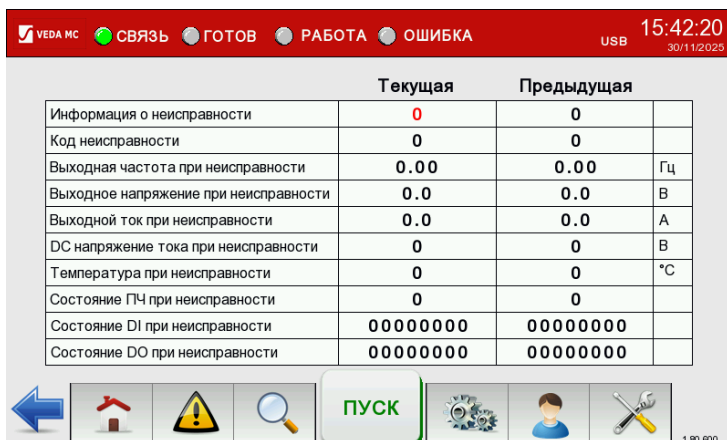 VEDA MC СВЯЗЬ ГОТОВ РАБОТА ОШИБКА USB 15:42:20
30/11/2025
Текущая Предыдущая
Информация о неисправности 0 0
Код неисправности 0 0
Выходная частота при неисправности 0.00 0.00 Гц
Выходное напряжение при неисправности 0.0 0.0 В
Выходной ток при неисправности 0.0 0.0 А
DC напряжение тока при неисправности 0 0 В
Температура при неисправности 0 0 °C
Состояние ПЧ при неисправности 0 0
Состояние DI при неисправности 00000000 00000000
Состояние DO при неисправности 00000000 00000000
ПУСК